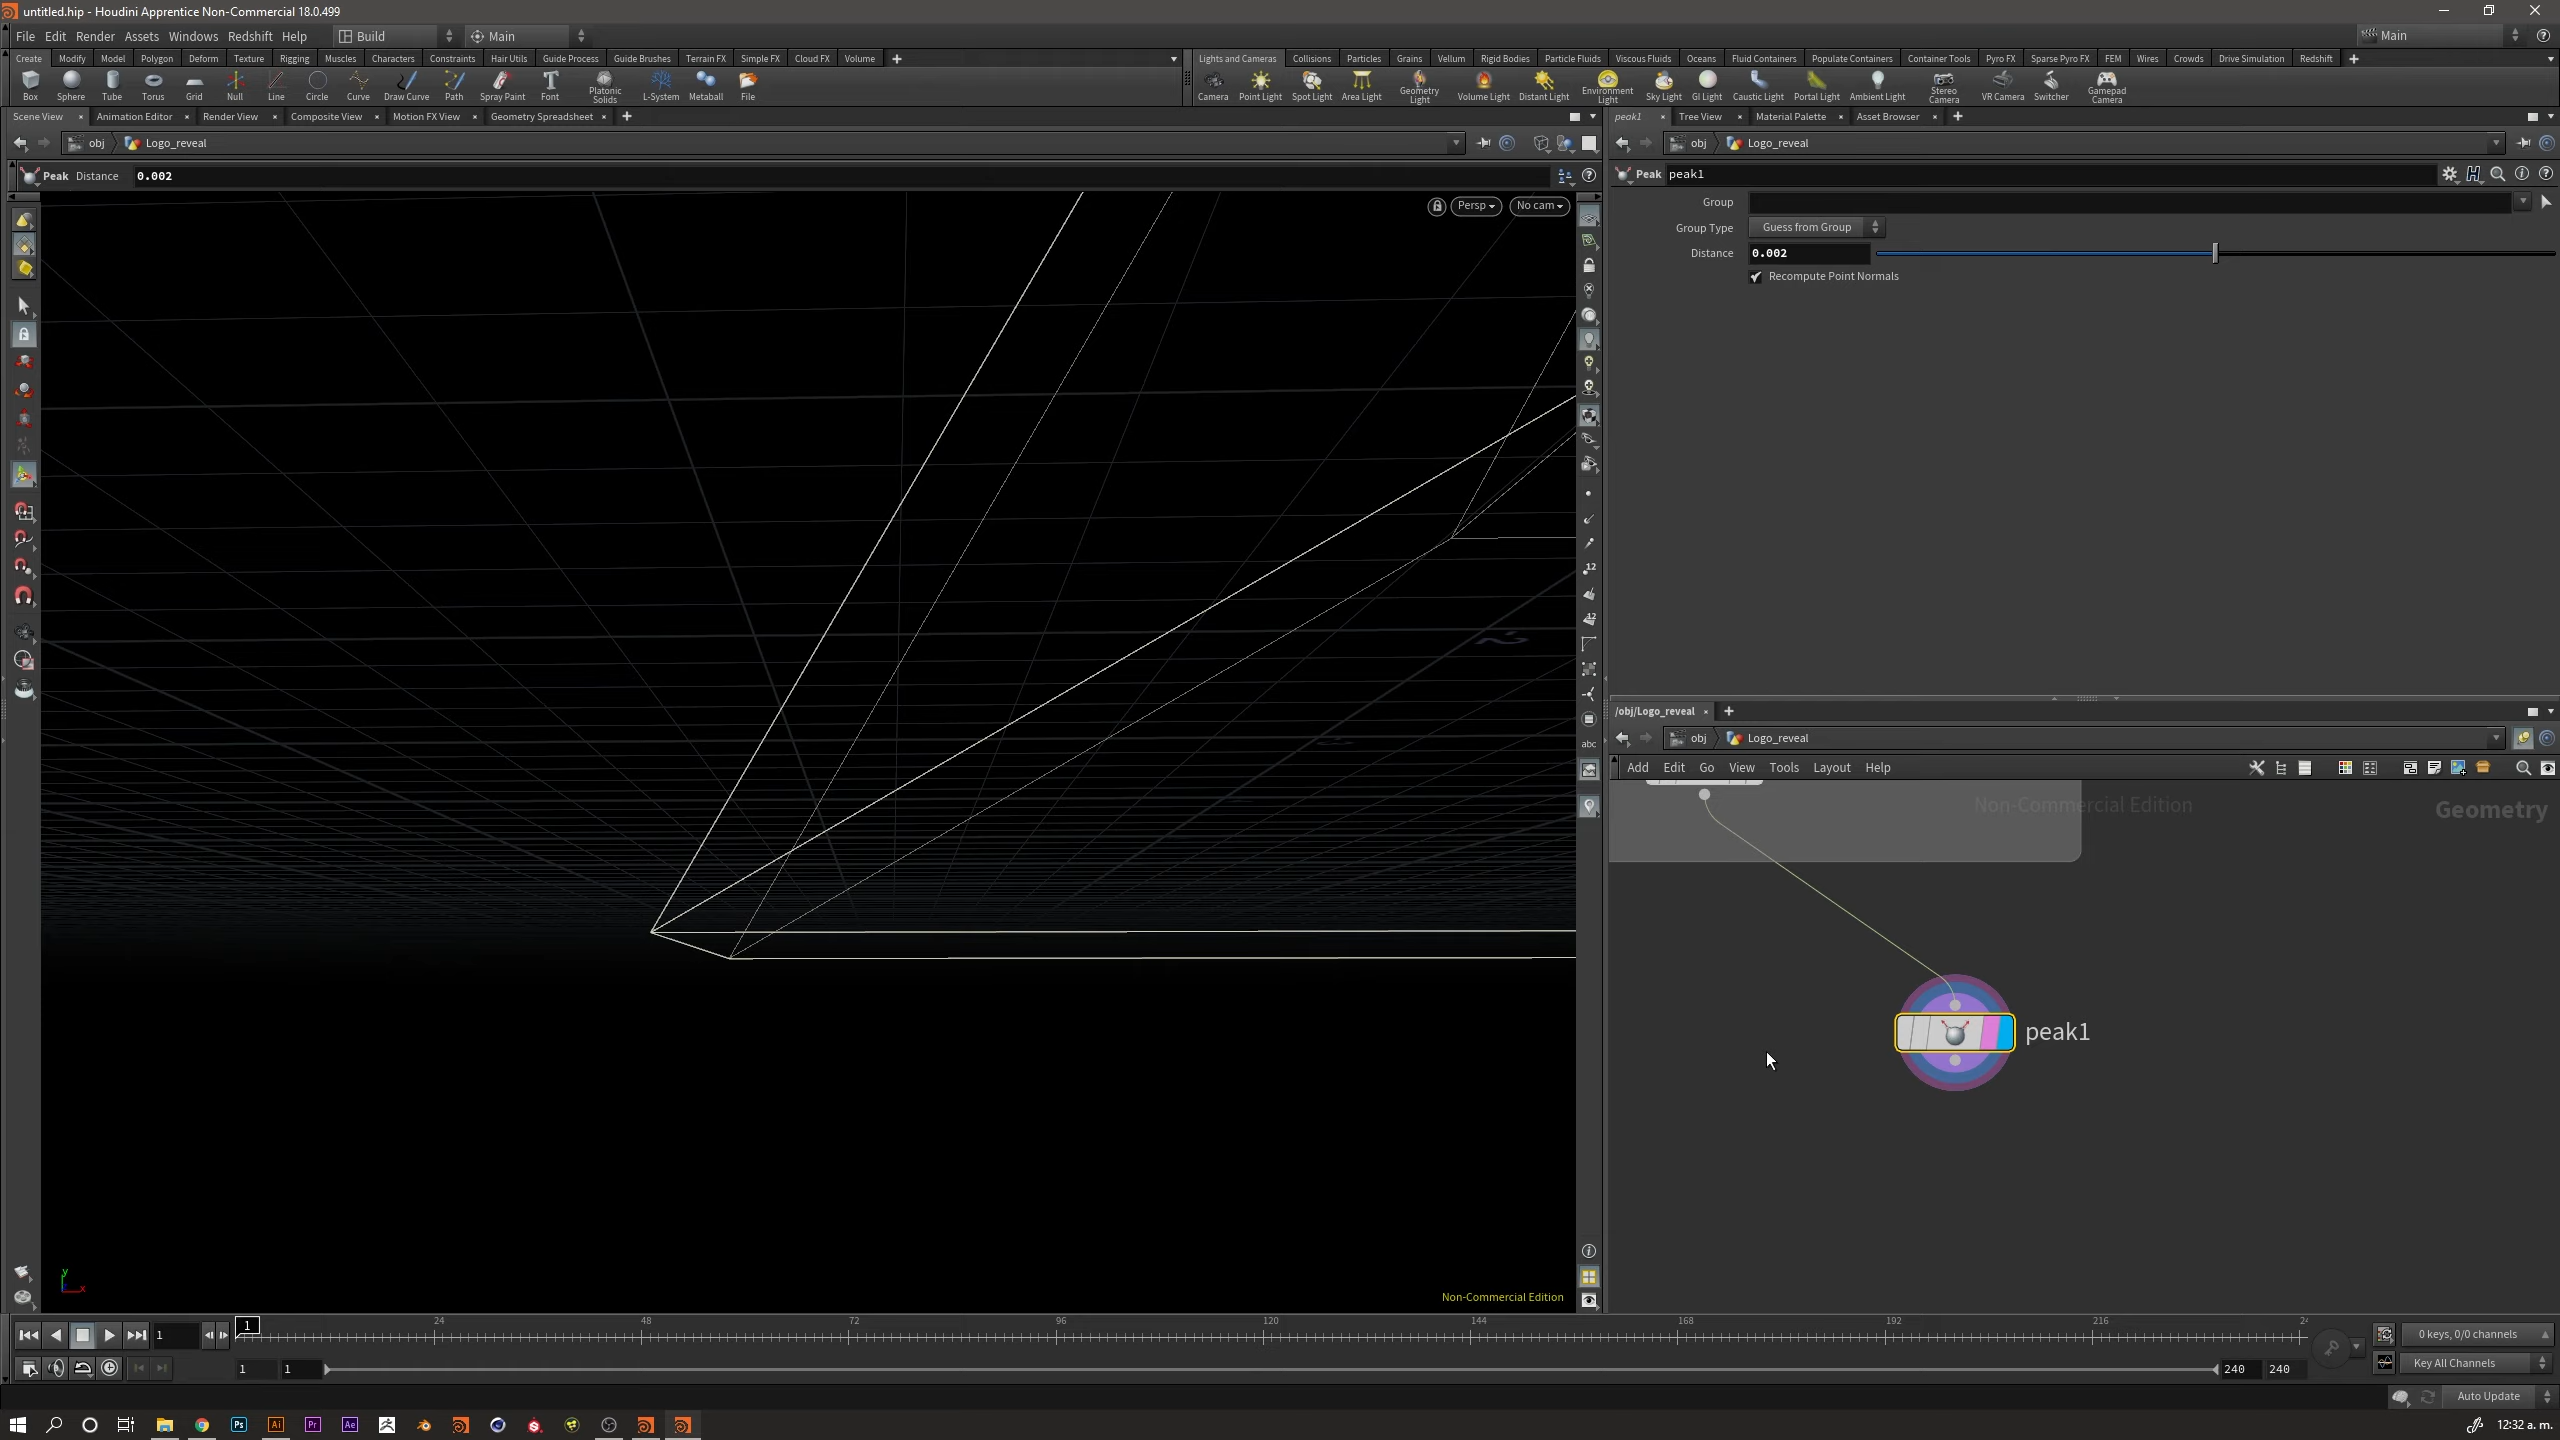 untitled.hip - Houdini Apprentice Non-Commercial 18.0.499
File Edit Render Assets Windows Redshift Help Build Main Main
Create Modify Model Polygon Deform Texture Rigging Muscles Characters Constraints Hair Utils Guide Process Guide Brushes Terrain FX Simple FX Cloud FX Volume
Lights and Cameras Collisions Particles Grains Vellum Rigid Bodies Particle Fluids Viscous Fluids Oceans Fluid Containers Populate Containers Container Tools Pyro FX Sparse Pyro FX FEM Wires Crowds Drive Simulation Redshift
Box Sphere Tube Torus Grid Null Line Circle Curve Draw Curve Path Spray Paint Font Platonic Solids L-System Metaball File
Camera Point Light Spot Light Area Light Geometry Light Volume Light Distant Light Environment Light Sky Light GI Light Caustic Light Portal Light Ambient Light Stereo Camera VR Camera Switcher Gamepad Camera
Scene View Animation Editor Render View Composite View Motion FX View Geometry Spreadsheet
peak1 Tree View Material Palette Asset Browser
obj Logo_reveal
obj Logo_reveal
Peak Distance 0.002
Peak peak1
Persp No cam
Group
Group Type Guess from Group
Distance 0.002
Recompute Point Normals
12
12
abc
/obj/Logo_reveal
obj Logo_reveal
Add Edit Go View Tools Layout Help
Non-Commercial Edition
Geometry
peak1
y
x
Non-Commercial Edition
1 1 24 48 72 96 120 144 168 192 216
0 keys, 0/0 channels
1 1 240 240
Key All Channels
Auto Update
Ps Ai Pr Ae
12:32 a. m.